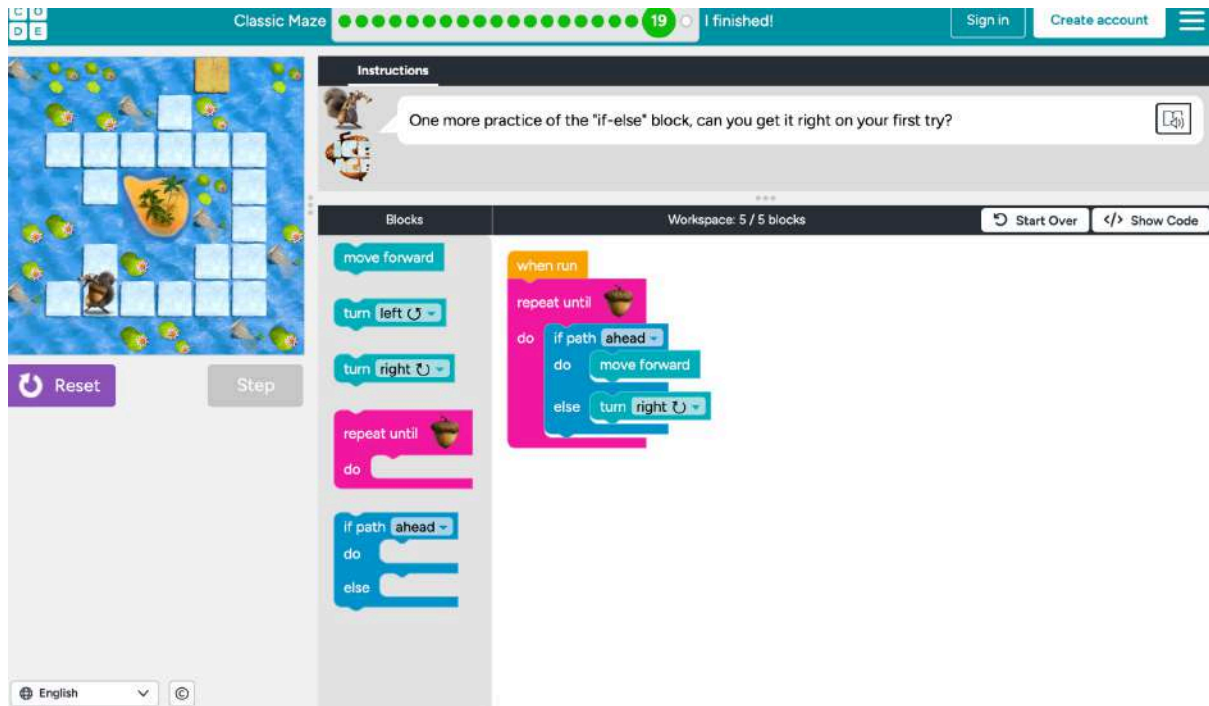 C O
D E
Classic Maze
19
I finished!
Sign in
Create account
Instructions
One more practice of the "if-else" block, can you get it right on your first try?
ICE
AGE
Blocks
Workspace: 5 / 5 blocks
Start Over
</> Show Code
move forward
turn left
turn right
repeat until
do
if path ahead
do
else
when run
repeat until
do if path ahead
do move forward
else turn right
Reset
Step
English
©